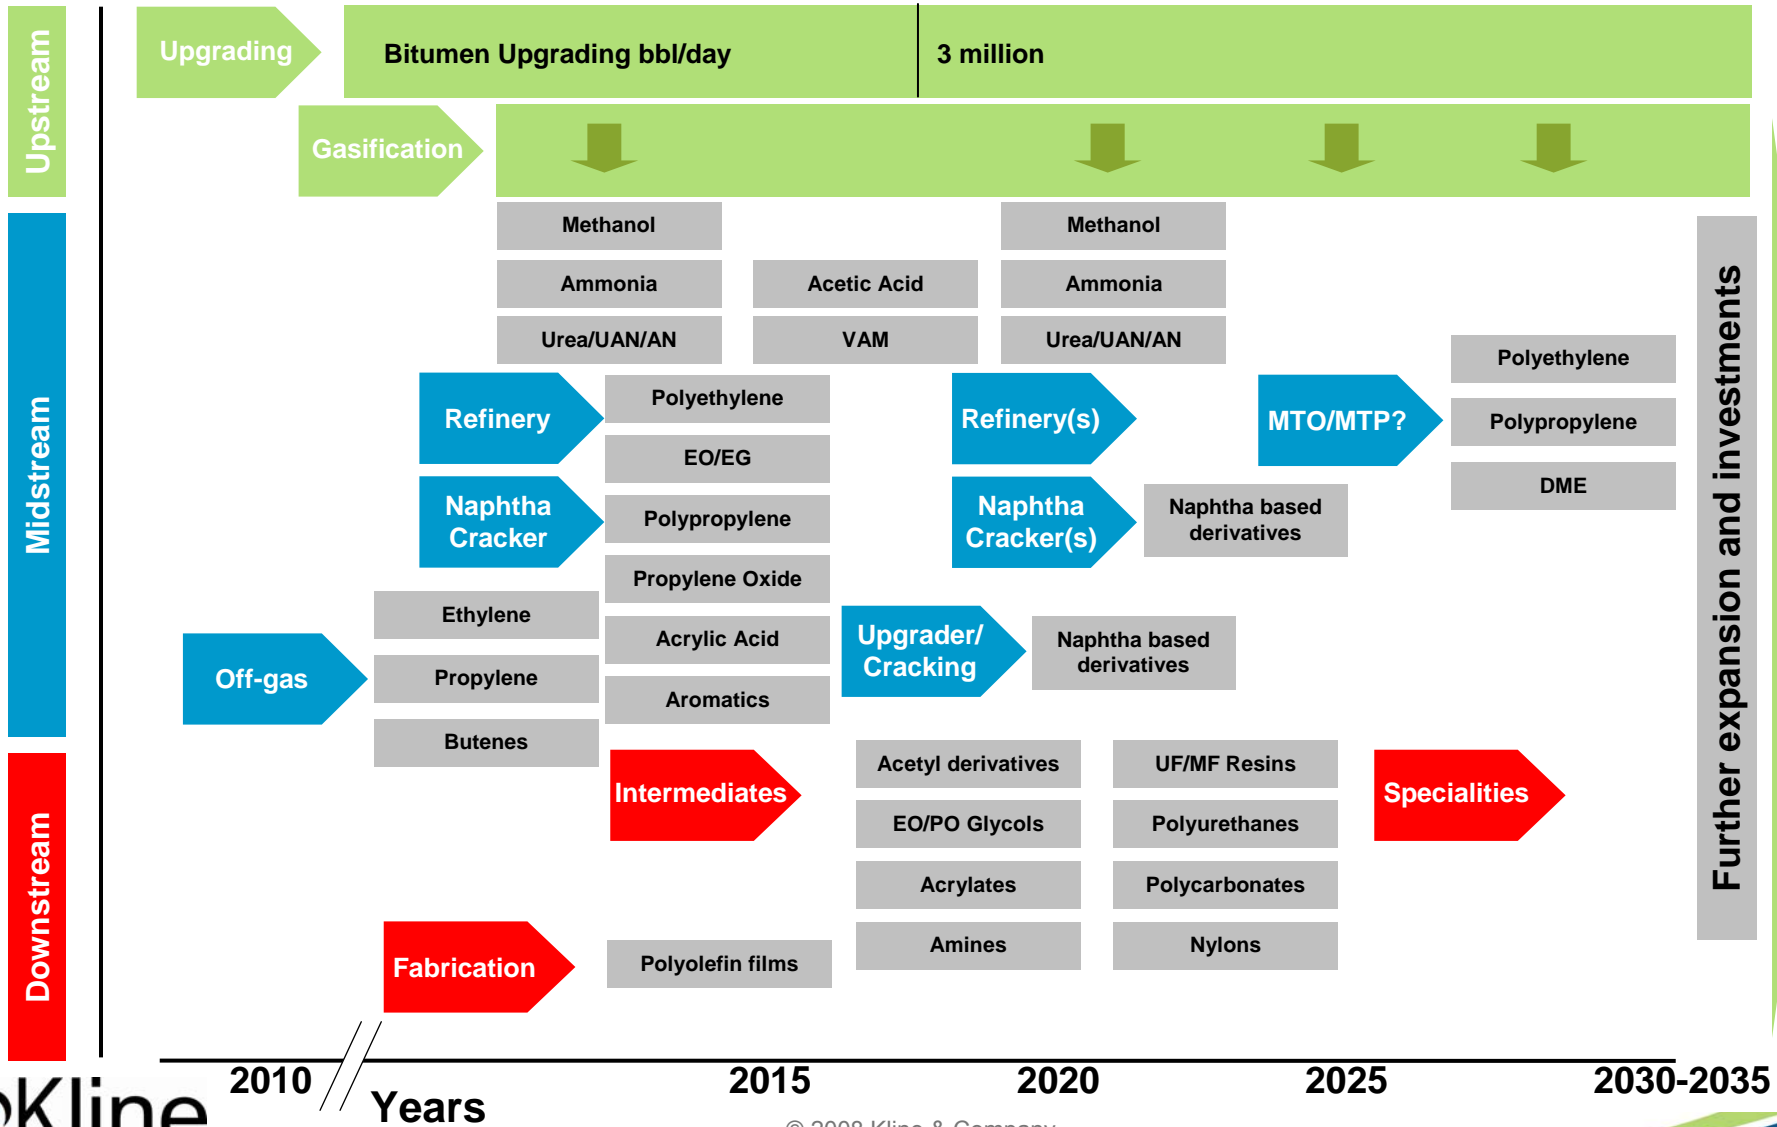 Upstream
Upgrading
Bitumen Upgrading bbl/day
3 million
Gasification
Midstream
Methanol
Methanol
Ammonia
Acetic Acid
Ammonia
Urea/UAN/AN
VAM
Urea/UAN/AN
Refinery
Polyethylene
EO/EG
Refinery(s)
MTO/MTP?
Polyethylene
Polypropylene
DME
Naphtha
Cracker
Polypropylene
Propylene Oxide
Acrylic Acid
Aromatics
Naphtha
Cracker(s)
Naphtha based
derivatives
Off-gas
Ethylene
Propylene
Butenes
Upgrader/
Cracking
Naphtha based
derivatives
Further expansion and investments
Downstream
Intermediates
Acetyl derivatives
EO/PO Glycols
Acrylates
Amines
UF/MF Resins
Polyurethanes
Polycarbonates
Nylons
Specialities
Fabrication
Polyolefin films
2010
2015
2020
2025
2030-2035
Years
Kline
© 2008 Kline & Company